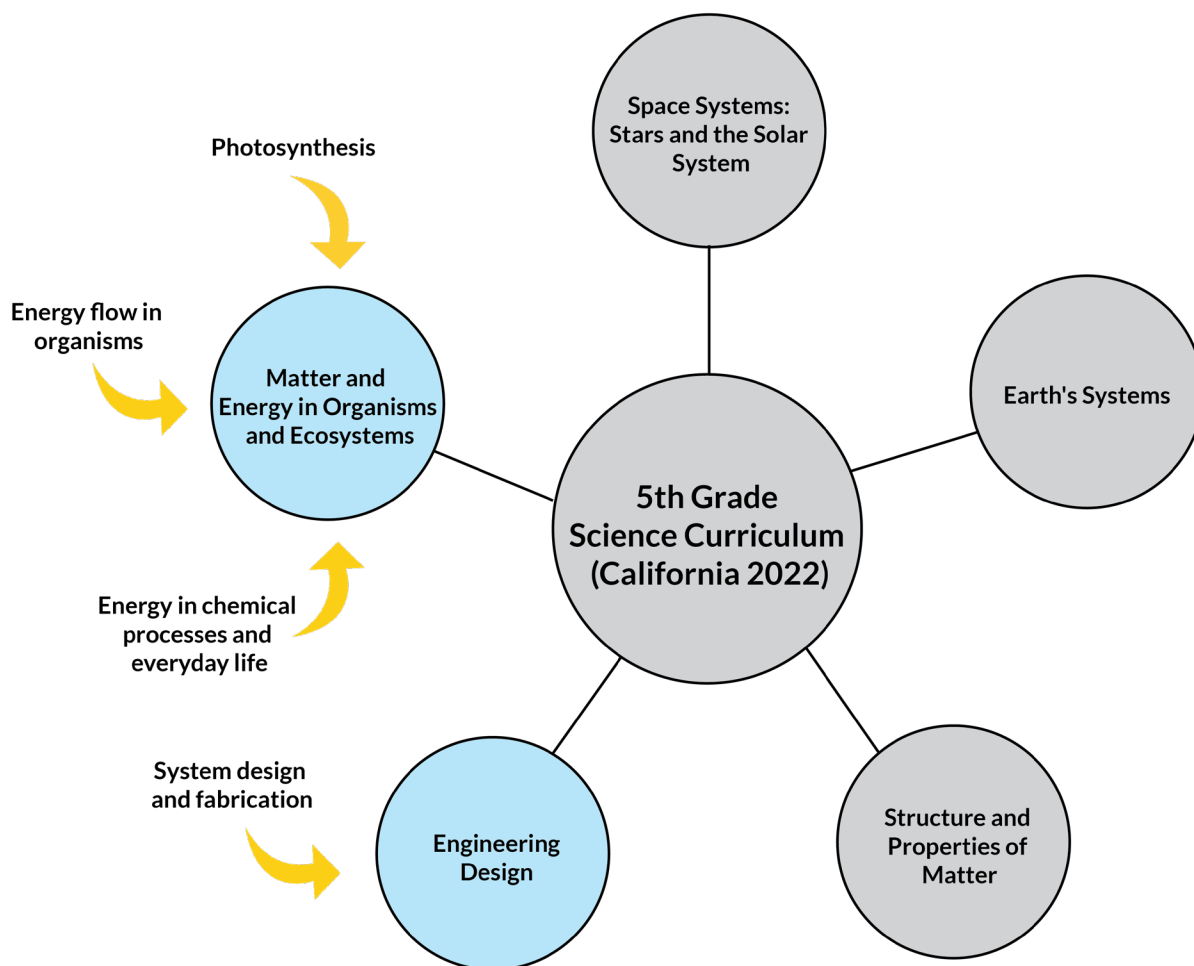 Space Systems:
Stars and the Solar
System
Photosynthesis
Energy flow in
organisms
Matter and
Energy in Organisms
and Ecosystems
Earth's Systems
5th Grade
Science Curriculum
(California 2022)
Energy in chemical
processes and
everyday life
System design
and fabrication
Engineering
Design
Structure and
Properties of
Matter